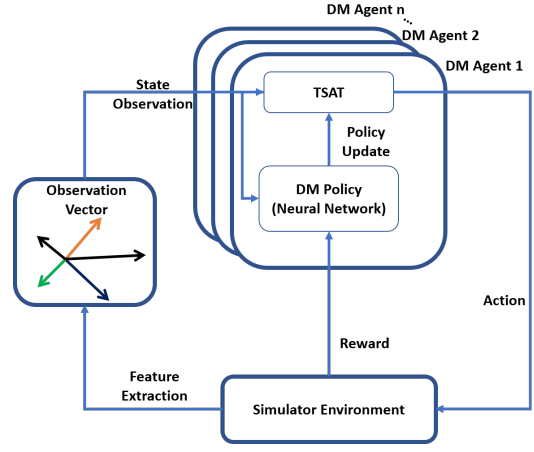 DM Agent n
...
DM Agent 2
DM Agent 1
State
Observation
TSAT
Policy
Update
DM Policy
(Neural Network)
Observation
Vector
Action
Reward
Feature
Extraction
Simulator Environment